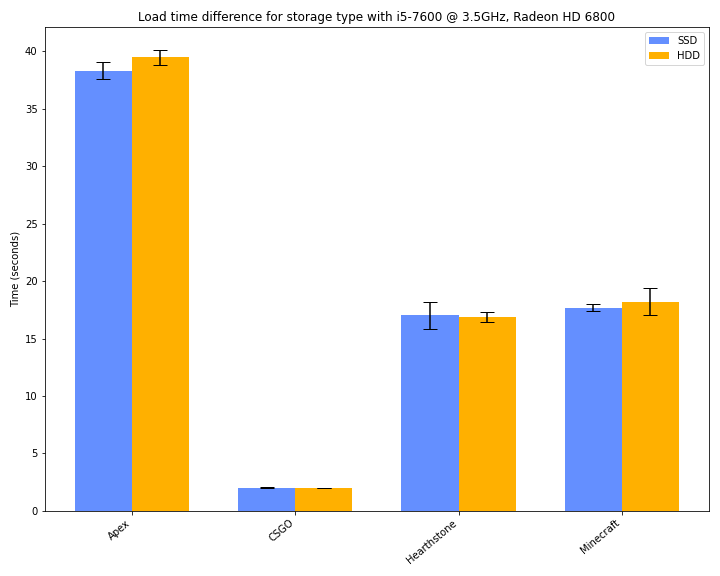 Load time difference for storage type with i5-7600 @ 3.5GHz, Radeon HD 6800
SSD
HDD
40
35
30
25
20
15
10
5
0
Time (seconds)
Apex
CSGO
Hearthstone
Minecraft